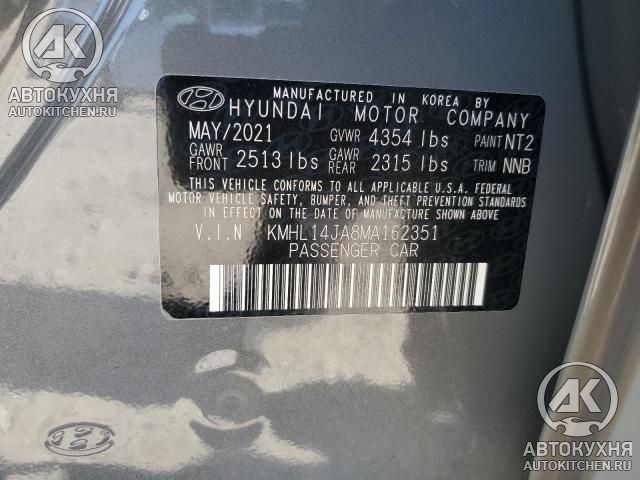 AK
АВТОКУХНЯ
AUTOKITCHEN.RU
MANUFACTURED IN KOREA BY
HYUNDAI MOTOR COMPANY
MAY/2021 GVWR 4354 lbs PAINT NT2
GAWR FRONT 2513 lbs GAWR REAR 2315 lbs TRIM NNB
THIS VEHICLE CONFORMS TO ALL APPLICABLE U.S.A. FEDERAL
MOTOR VEHICLE SAFETY, BUMPER, AND THEFT PREVENTION STANDARDS
IN EFFECT ON THE DATE OF MANUFACTURE SHOWN ABOVE
V.I.N KMHL14JA8MA162351
PASSENGER CAR
AK
АВТОКУХНЯ
AUTOKITCHEN.RU